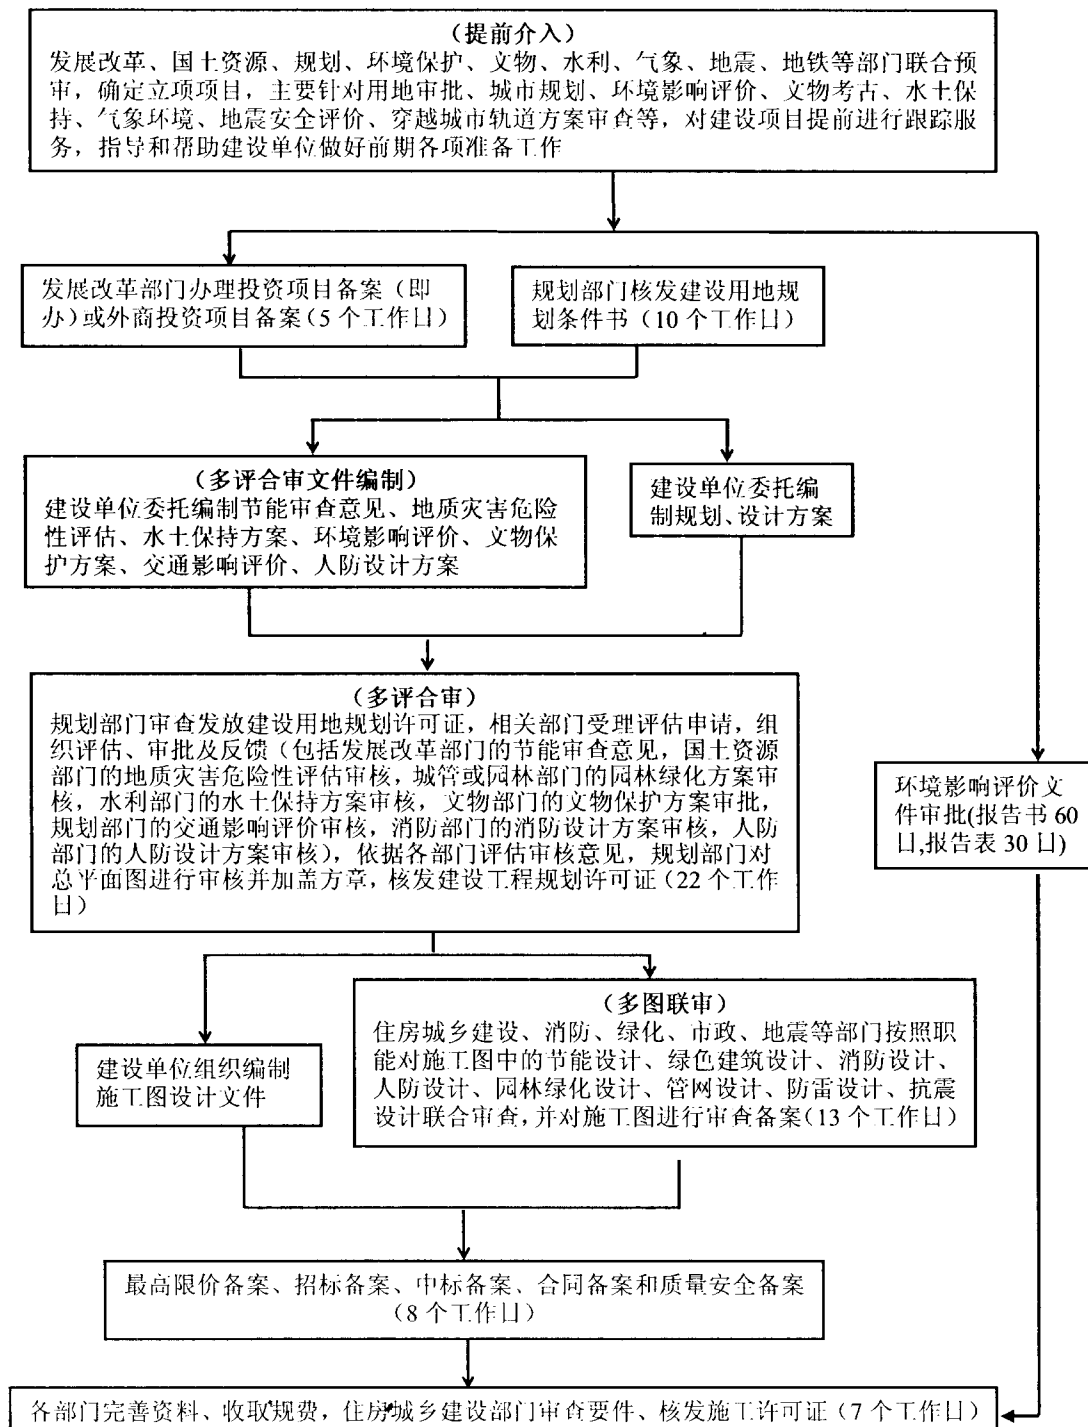 （提前介入）
发展改革、国土资源、规划、环境保护、文物、水利、气象、地震、地铁等部门联合预
审，确定立项项目，主要针对用地审批、城市规划、环境影响评价、文物考古、水土保
持、气象环境、地震安全评价、穿越城市轨道方案审查等，对建设项目提前进行跟踪服
务，指导和帮助建设单位做好前期各项准备工作
发展改革部门办理投资项目备案（即
办）或外商投资项目备案（5 个工作日）
规划部门核发建设用地规
划条件书（10 个工作日）
（多评合审文件编制）
建设单位委托编制节能审查意见、地质灾害危险
性评估、水土保持方案、环境影响评价、文物保
护方案、交通影响评价、人防设计方案
建设单位委托编
制规划、设计方案
（多评合审）
规划部门审查发放建设用地规划许可证，相关部门受理评估申请，组
织评估、审批及反馈（包括发展改革部门的节能审查意见，国土资源
部门的地质灾害危险性评估审核，城管或园林部门的园林绿化方案审
核，水利部门的水土保持方案审核，文物部门的文物保护方案审批，
规划部门的交通影响评价审核，消防部门的消防设计方案审核，人防
部门的人防设计方案审核），依据各部门评估审核意见，规划部门对
总平面图进行审核并加盖方章，核发建设工程规划许可证（22 个工作
日）
环境影响评价文
件审批(报告书 60
日,报告表 30 日)
建设单位组织编制
施工图设计文件
（多图联审）
住房城乡建设、消防、绿化、市政、地震等部门按照职
能对施工图中的节能设计、绿色建筑设计、消防设计、
人防设计、园林绿化设计、管网设计、防雷设计、抗震
设计联合审查，并对施工图进行审查备案（13 个工作日）
最高限价备案、招标备案、中标备案、合同备案和质量安全备案
（8 个工作日）
各部门完善资料、收取规费，住房城乡建设部门审查要件、核发施工许可证（7 个工作日）